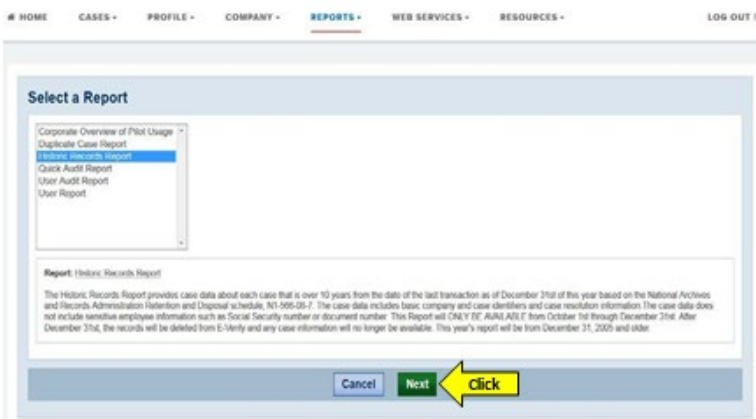 HOME CASES PROFILE COMPANY REPORTS WEB SERVICES RESOURCES LOG OUT
Select a Report
Corporate Overview of Pilot Usage
Duplicate Case Report
Historic Records Report
Quick Audit Report
User Audit Report
User Report
Report: Historic Records Report
The Historic Records Report provides case data about each case that is over 10 years from the date of the last transaction as of December 31st of this year based on the National Archives
and Records Administration Retention and Disposal schedule, N1-566-08-7. The case data includes basic company and case identifiers and case resolution information.The case data does
not include sensitive employee information such as Social Security number or document number. This Report will ONLY BE AVAILABLE from October 1st through December 31st. After
December 31st, the records will be deleted from E-Verify and any case information will no longer be available. This year's report will be from December 31, 2005 and older.
Cancel Next Click